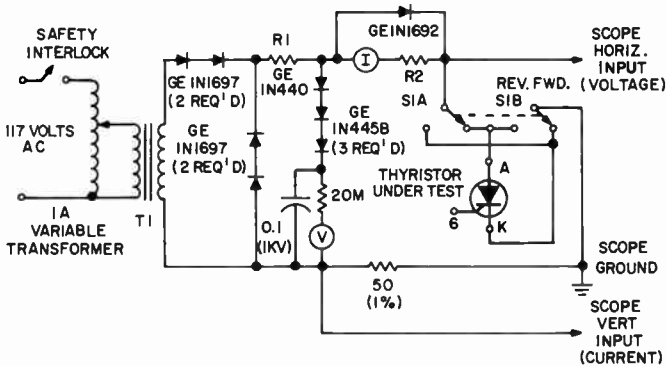 SAFETY
INTERLOCK
117 VOLTS
AC
1A
VARIABLE
TRANSFORMER
T1
GE 1N1697
(2 REQ'D)
GE
1N1697
(2 REQ'D)
R1
GE
1N440
GE
1N445B
(3 REQ'D)
0.1
(1KV)
20M
V
GE1N1692
I
R2
S1A
REV. FWD.
S1B
A
THYRISTOR
UNDER TEST
6
K
50
(1%)
SCOPE
HORIZ.
INPUT
(VOLTAGE)
SCOPE
GROUND
SCOPE
VERT
INPUT
(CURRENT)